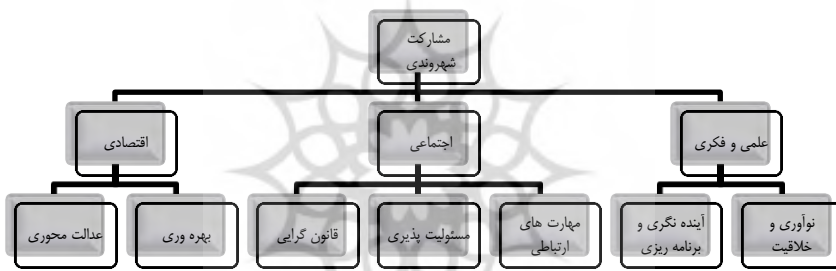 مشارکت
شهروندی
علمی و فکری
اجتماعی
اقتصادی
نوآوری و
خلاقیت
آینده نگری و
برنامه ریزی
مهارت های
ارتباطی
مسئولیت پذیری
قانون گرایی
بهره وری
عدالت محوری